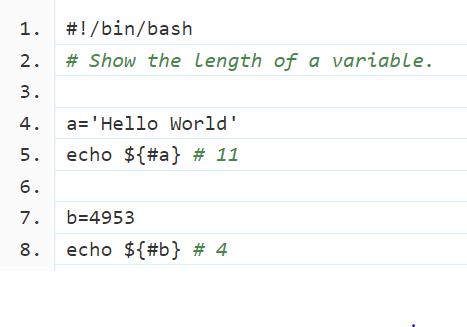 1. #!/bin/bash
2. # Show the length of a variable.
3.
4. a='Hello World'
5. echo ${#a} # 11
6.
7. b=4953
8. echo ${#b} # 4